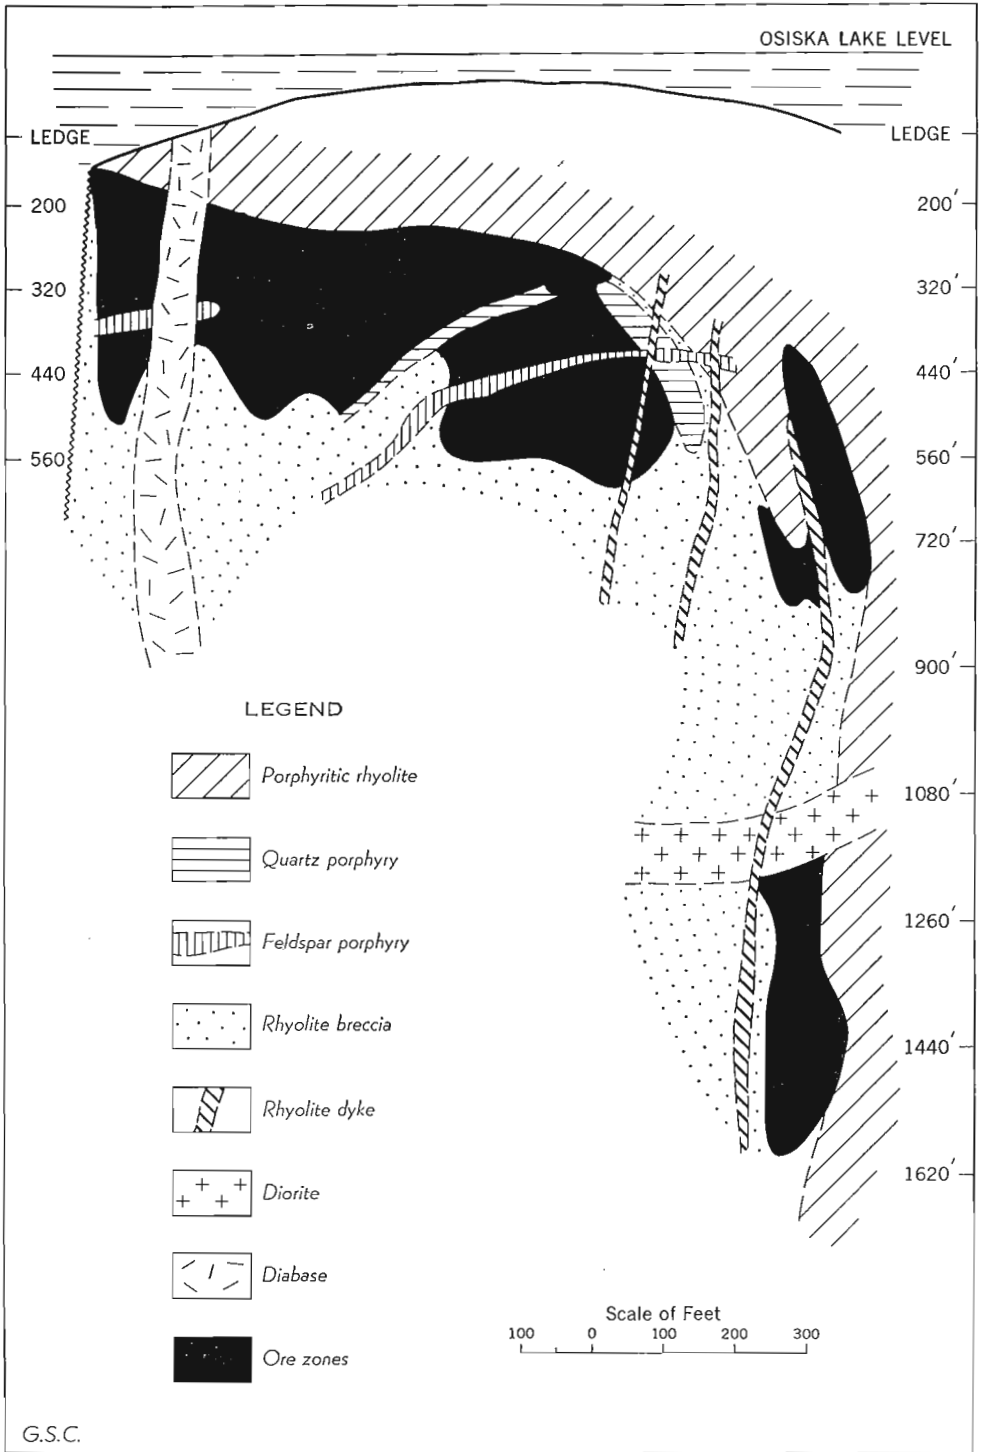 OSISKA LAKE LEVEL
LEDGE LEDGE
200 200'
320 320'
440 440'
560 560'
720'
900'
LEGEND
Porphyritic rhyolite
1080'
Quartz porphyry
1260'
Feldspar porphyry
Rhyolite breccia
1440'
Rhyolite dyke
1620'
Diorite
Diabase
Scale of Feet
100 0 100 200 300
Ore zones
G.S.C.